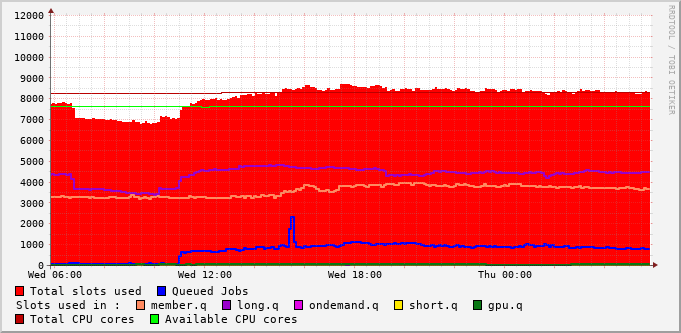 12000
11000
10000
9000
8000
7000
6000
5000
4000
3000
2000
1000
0
Wed 06:00 Wed 12:00 Wed 18:00 Thu 00:00
Total slots used Queued Jobs
Slots used in : member.q long.q ondemand.q short.q gpu.q
Total CPU cores Available CPU cores
RRDTOOL / TOBI OETIKER